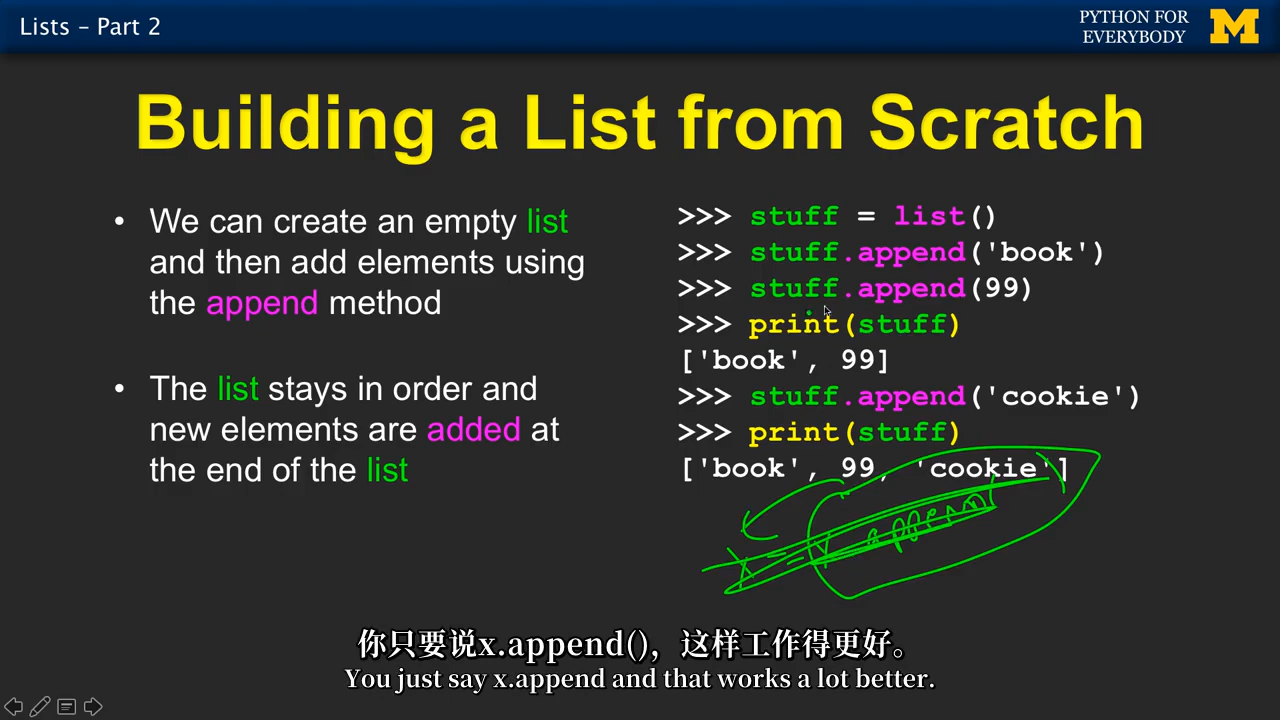 Lists – Part 2
PYTHON FOR
EVERYBODY
M
Building a List from Scratch
• We can create an empty list
and then add elements using
the append method
• The list stays in order and
new elements are added at
the end of the list
>>> stuff = list()
>>> stuff.append('book')
>>> stuff.append(99)
>>> print(stuff)
['book', 99]
>>> stuff.append('cookie')
>>> print(stuff)
['book', 99, 'cookie']
x = x.append()
你只要说x.append()，这样工作得更好。
You just say x.append and that works a lot better.